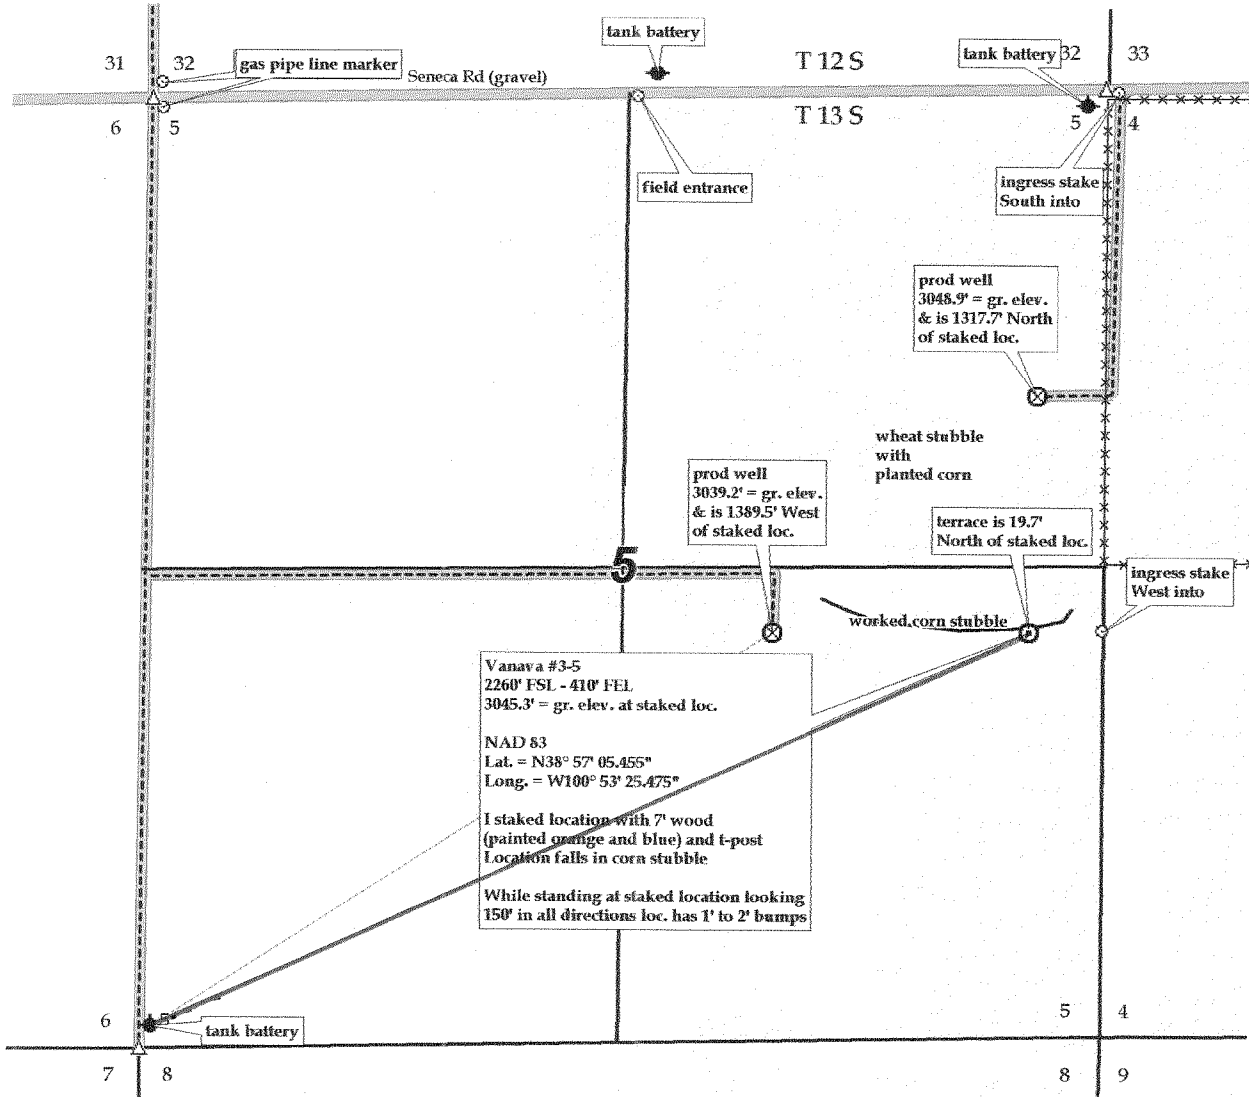 tank battery
31
32
gas pipe line marker
Seneca Rd (gravel)
T 12 S
tank battery
32
33
6
5
T 13 S
5
4
field entrance
ingress stake
South into
prod well
3048.9' = gr. elev.
& is 1317.7' North
of staked loc.
wheat stubble
with
planted corn
prod well
3039.2' = gr. elev.
& is 1389.5' West
of staked loc.
terrace is 19.7'
North of staked loc.
5
ingress stake
West into
worked corn stubble
Vanava #3-5
2260' FSL - 410' FEL
3045.3' = gr. elev. at staked loc.
NAD 83
Lat. = N38° 57' 05.455"
Long. = W100° 53' 25.475"
I staked location with 7' wood
(painted orange and blue) and t-post
Location falls in corn stubble
While standing at staked location looking
150' in all directions loc. has 1' to 2' bumps
6
5
tank battery
5
4
7
8
8
9